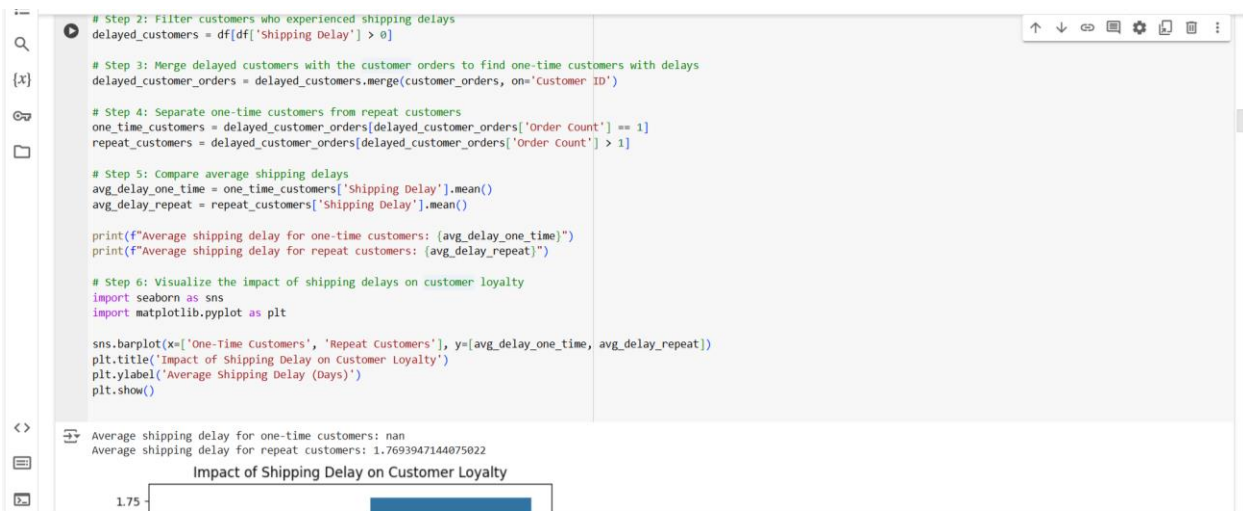 # Step 2: Filter customers who experienced shipping delays
delayed_customers = df[df['Shipping Delay'] > 0]
# Step 3: Merge delayed customers with the customer orders to find one-time customers with delays
delayed_customer_orders = delayed_customers.merge(customer_orders, on='Customer ID')
{x}
# Step 4: Separate one-time customers from repeat customers
one_time_customers = delayed_customer_orders[delayed_customer_orders['Order Count'] == 1]
repeat_customers = delayed_customer_orders[delayed_customer_orders['Order Count'] > 1]
# Step 5: Compare average shipping delays
avg_delay_one_time = one_time_customers['Shipping Delay'].mean()
avg_delay_repeat = repeat_customers['Shipping Delay'].mean()
print(f"Average shipping delay for one-time customers: {avg_delay_one_time}")
print(f"Average shipping delay for repeat customers: {avg_delay_repeat}")
# Step 6: Visualize the impact of shipping delays on customer loyalty
import seaborn as sns
import matplotlib.pyplot as plt
sns.barplot(x=['One-Time Customers', 'Repeat Customers'], y=[avg_delay_one_time, avg_delay_repeat])
plt.title('Impact of Shipping Delay on Customer Loyalty')
plt.ylabel('Average Shipping Delay (Days)')
plt.show()
Average shipping delay for one-time customers: nan
Average shipping delay for repeat customers: 1.7693947144075022
Impact of Shipping Delay on Customer Loyalty
1.75